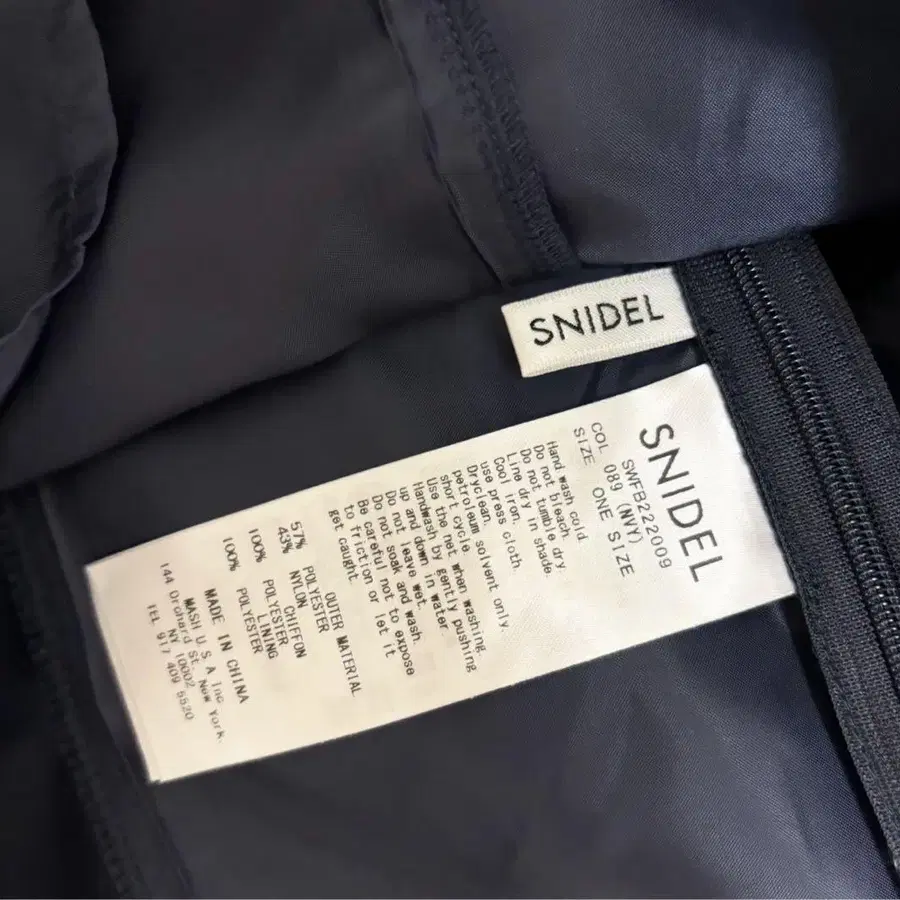 SNIDEL
SNIDEL
SWFB222009
COL 089 (NVY)
SIZE ONE SIZE
Hand wash cold.
Do not bleach.
Do not tumble dry.
Line dry in shade.
Cool iron.
use press cloth.
Dryclean.
petroleum solvent only
short cycle.
Use the net when washing.
Handwash by gently pushing
up and down in water.
Do not leave wet.
Do not soak and wash.
Be careful not to expose
to friction or let it
get caught.
OUTER MATERIAL
57% POLYESTER
43% NYLON
CHIFFON
100% POLYESTER
LINING
100% POLYESTER
MADE IN CHINA
MASH U S A Inc
144 Orchard St. New York.
NY 10002
TEL 917 409 5520